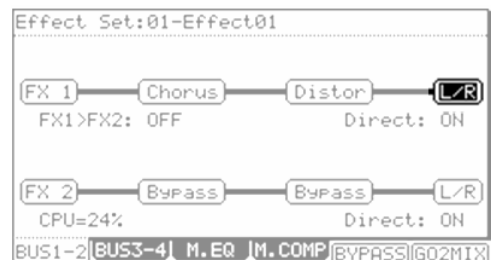 Effect Set:01-Effect01
FX 1 Chorus Distor L/R
FX1>FX2: OFF Direct: ON
FX 2 Bypass Bypass L/R
CPU=24% Direct: ON
BUS1-2 BUS3-4 M.EQ M.COMP BYPASS GO2MIX